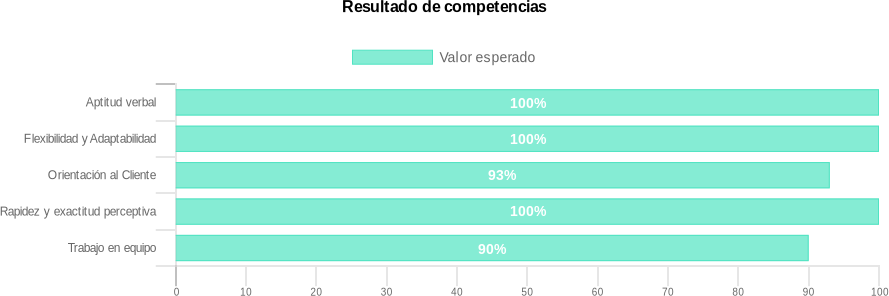 Resultado de competencias
Valor esperado
Aptitud verbal 100%
Flexibilidad y Adaptabilidad 100%
Orientación al Cliente 93%
Rapidez y exactitud perceptiva 100%
Trabajo en equipo 90%
0 10 20 30 40 50 60 70 80 90 100